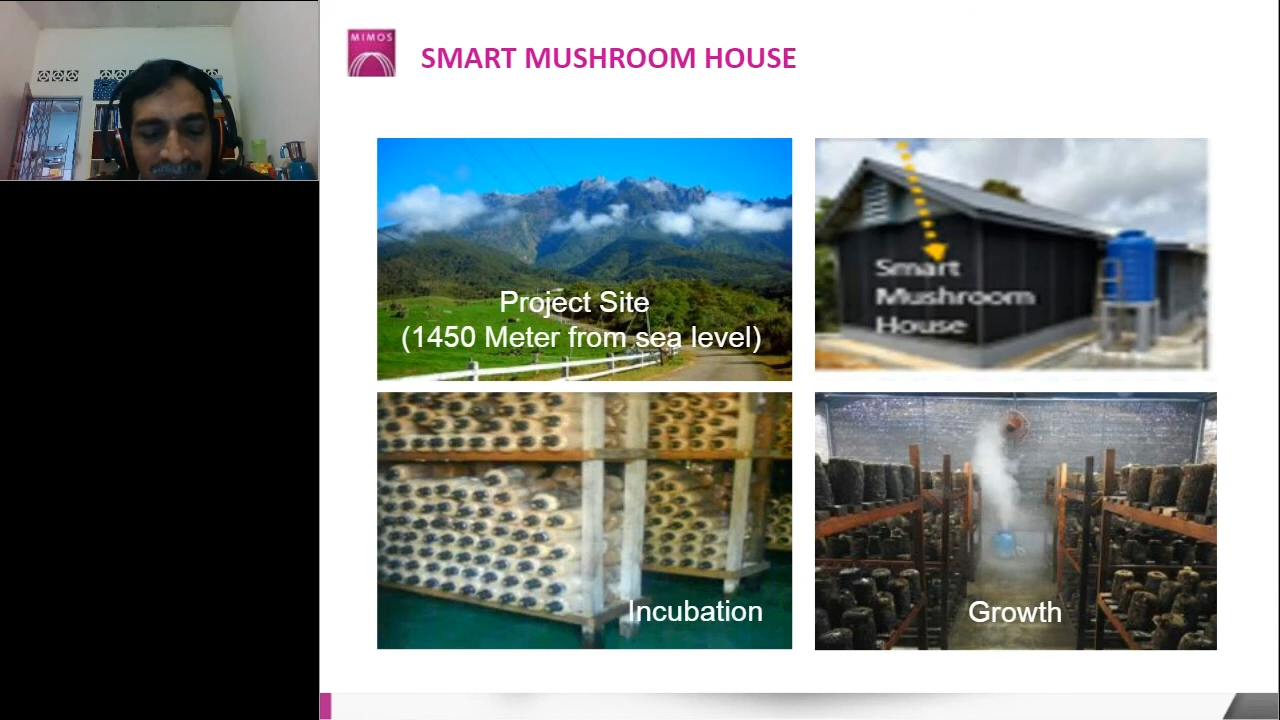 MIMOS
SMART MUSHROOM HOUSE
Project Site
(1450 Meter from sea level)
Smart
Mushroom
House
Incubation
Growth